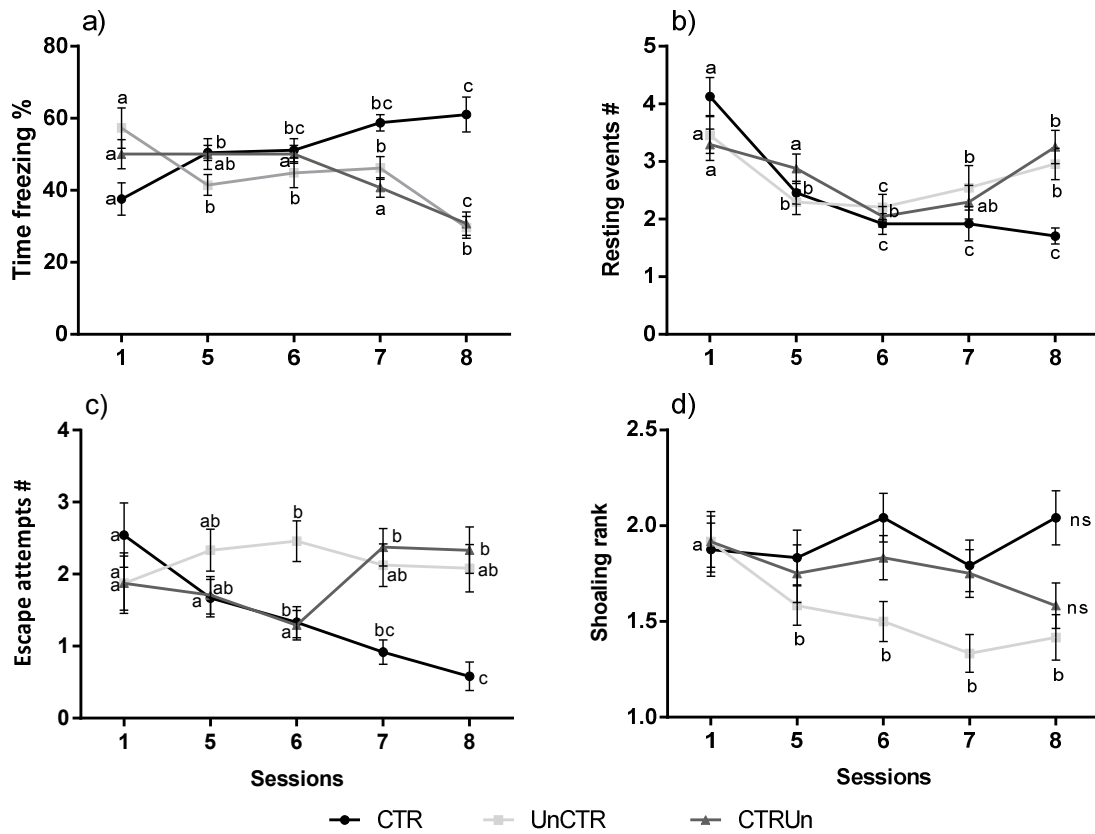 a)
Time freezing %
80
60
40
20
0
a
a
a
b
ab
b
bc
a
b
bc
b
a
c
c
b
1 5 6 7 8
b)
Resting events #
5
4
3
2
1
0
a
a
a
a
b
b
c
b
c
b
ab
c
b
b
c
1 5 6 7 8
c)
Escape attempts #
4
3
2
1
0
a
a
a
ab
ab
a
b
b
a
b
ab
bc
b
ab
c
1 5 6 7 8
Sessions
d)
Shoaling rank
2.5
2.0
1.5
1.0
a
b
b
b
ns
ns
b
1 5 6 7 8
Sessions
CTR UnCTR CTRUn